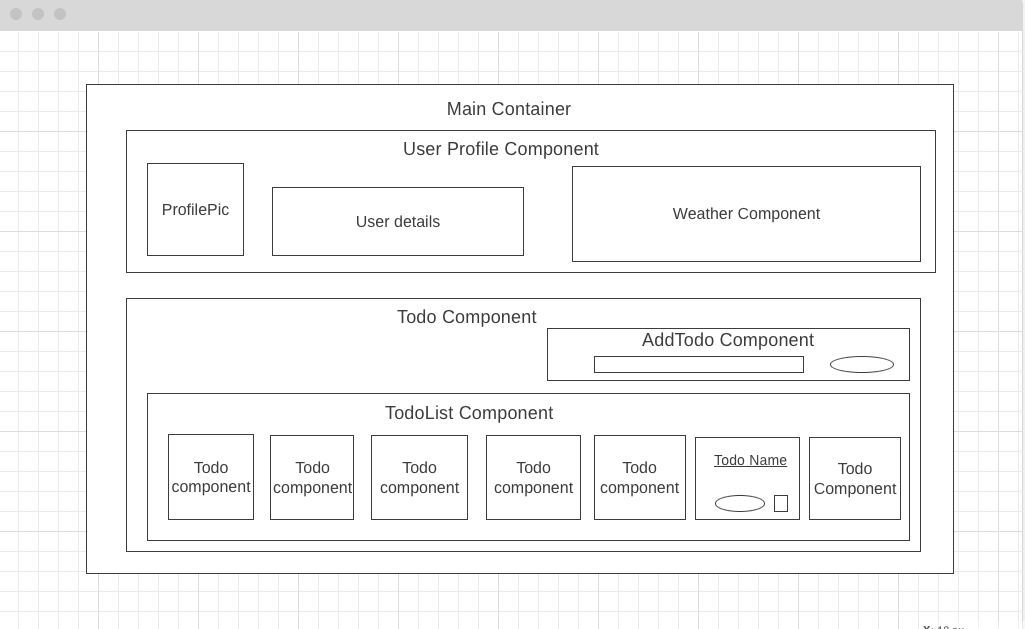 Main Container
User Profile Component
ProfilePic
User details
Weather Component
Todo Component
AddTodo Component
TodoList Component
Todo
component
Todo
component
Todo
component
Todo
component
Todo
component
Todo Name
Todo
Component